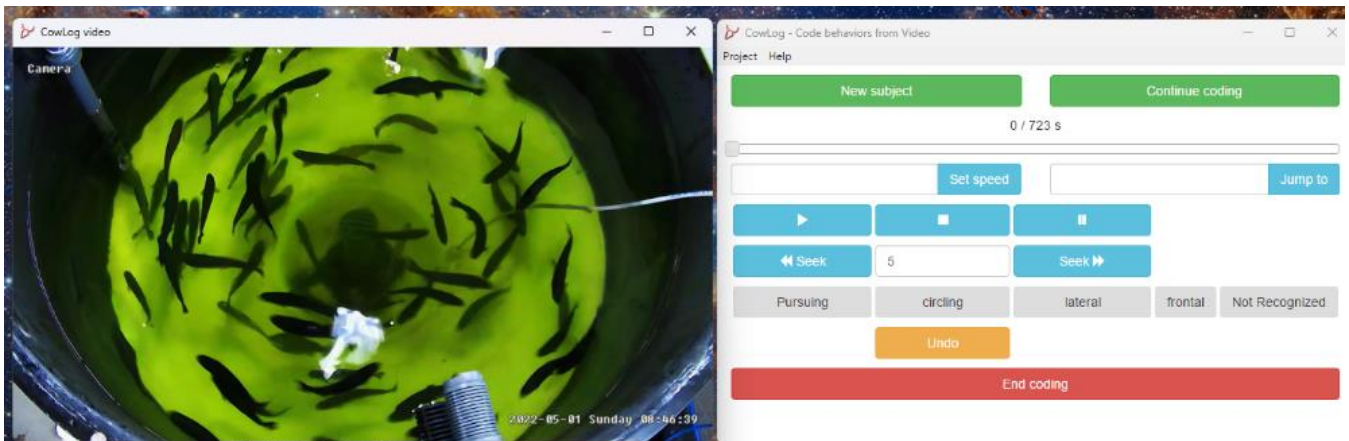 CowLog video
Camera
2022-05-01 Sunday 08:46:39
CowLog - Code behaviors from Video
Project Help
New subject Continue coding
0 / 723 s
Set speed Jump to
Seek 5 Seek
Pursuing circling lateral frontal Not Recognized
Undo
End coding